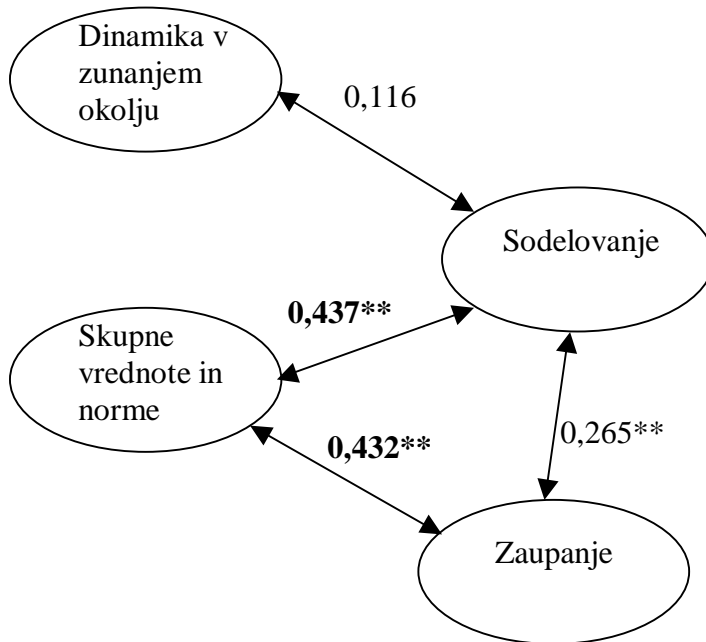 Dinamika v
zunanjem
okolju
0,116
Sodelovanje
0,437**
Skupne
vrednote in
norme
0,432**
0,265**
Zaupanje